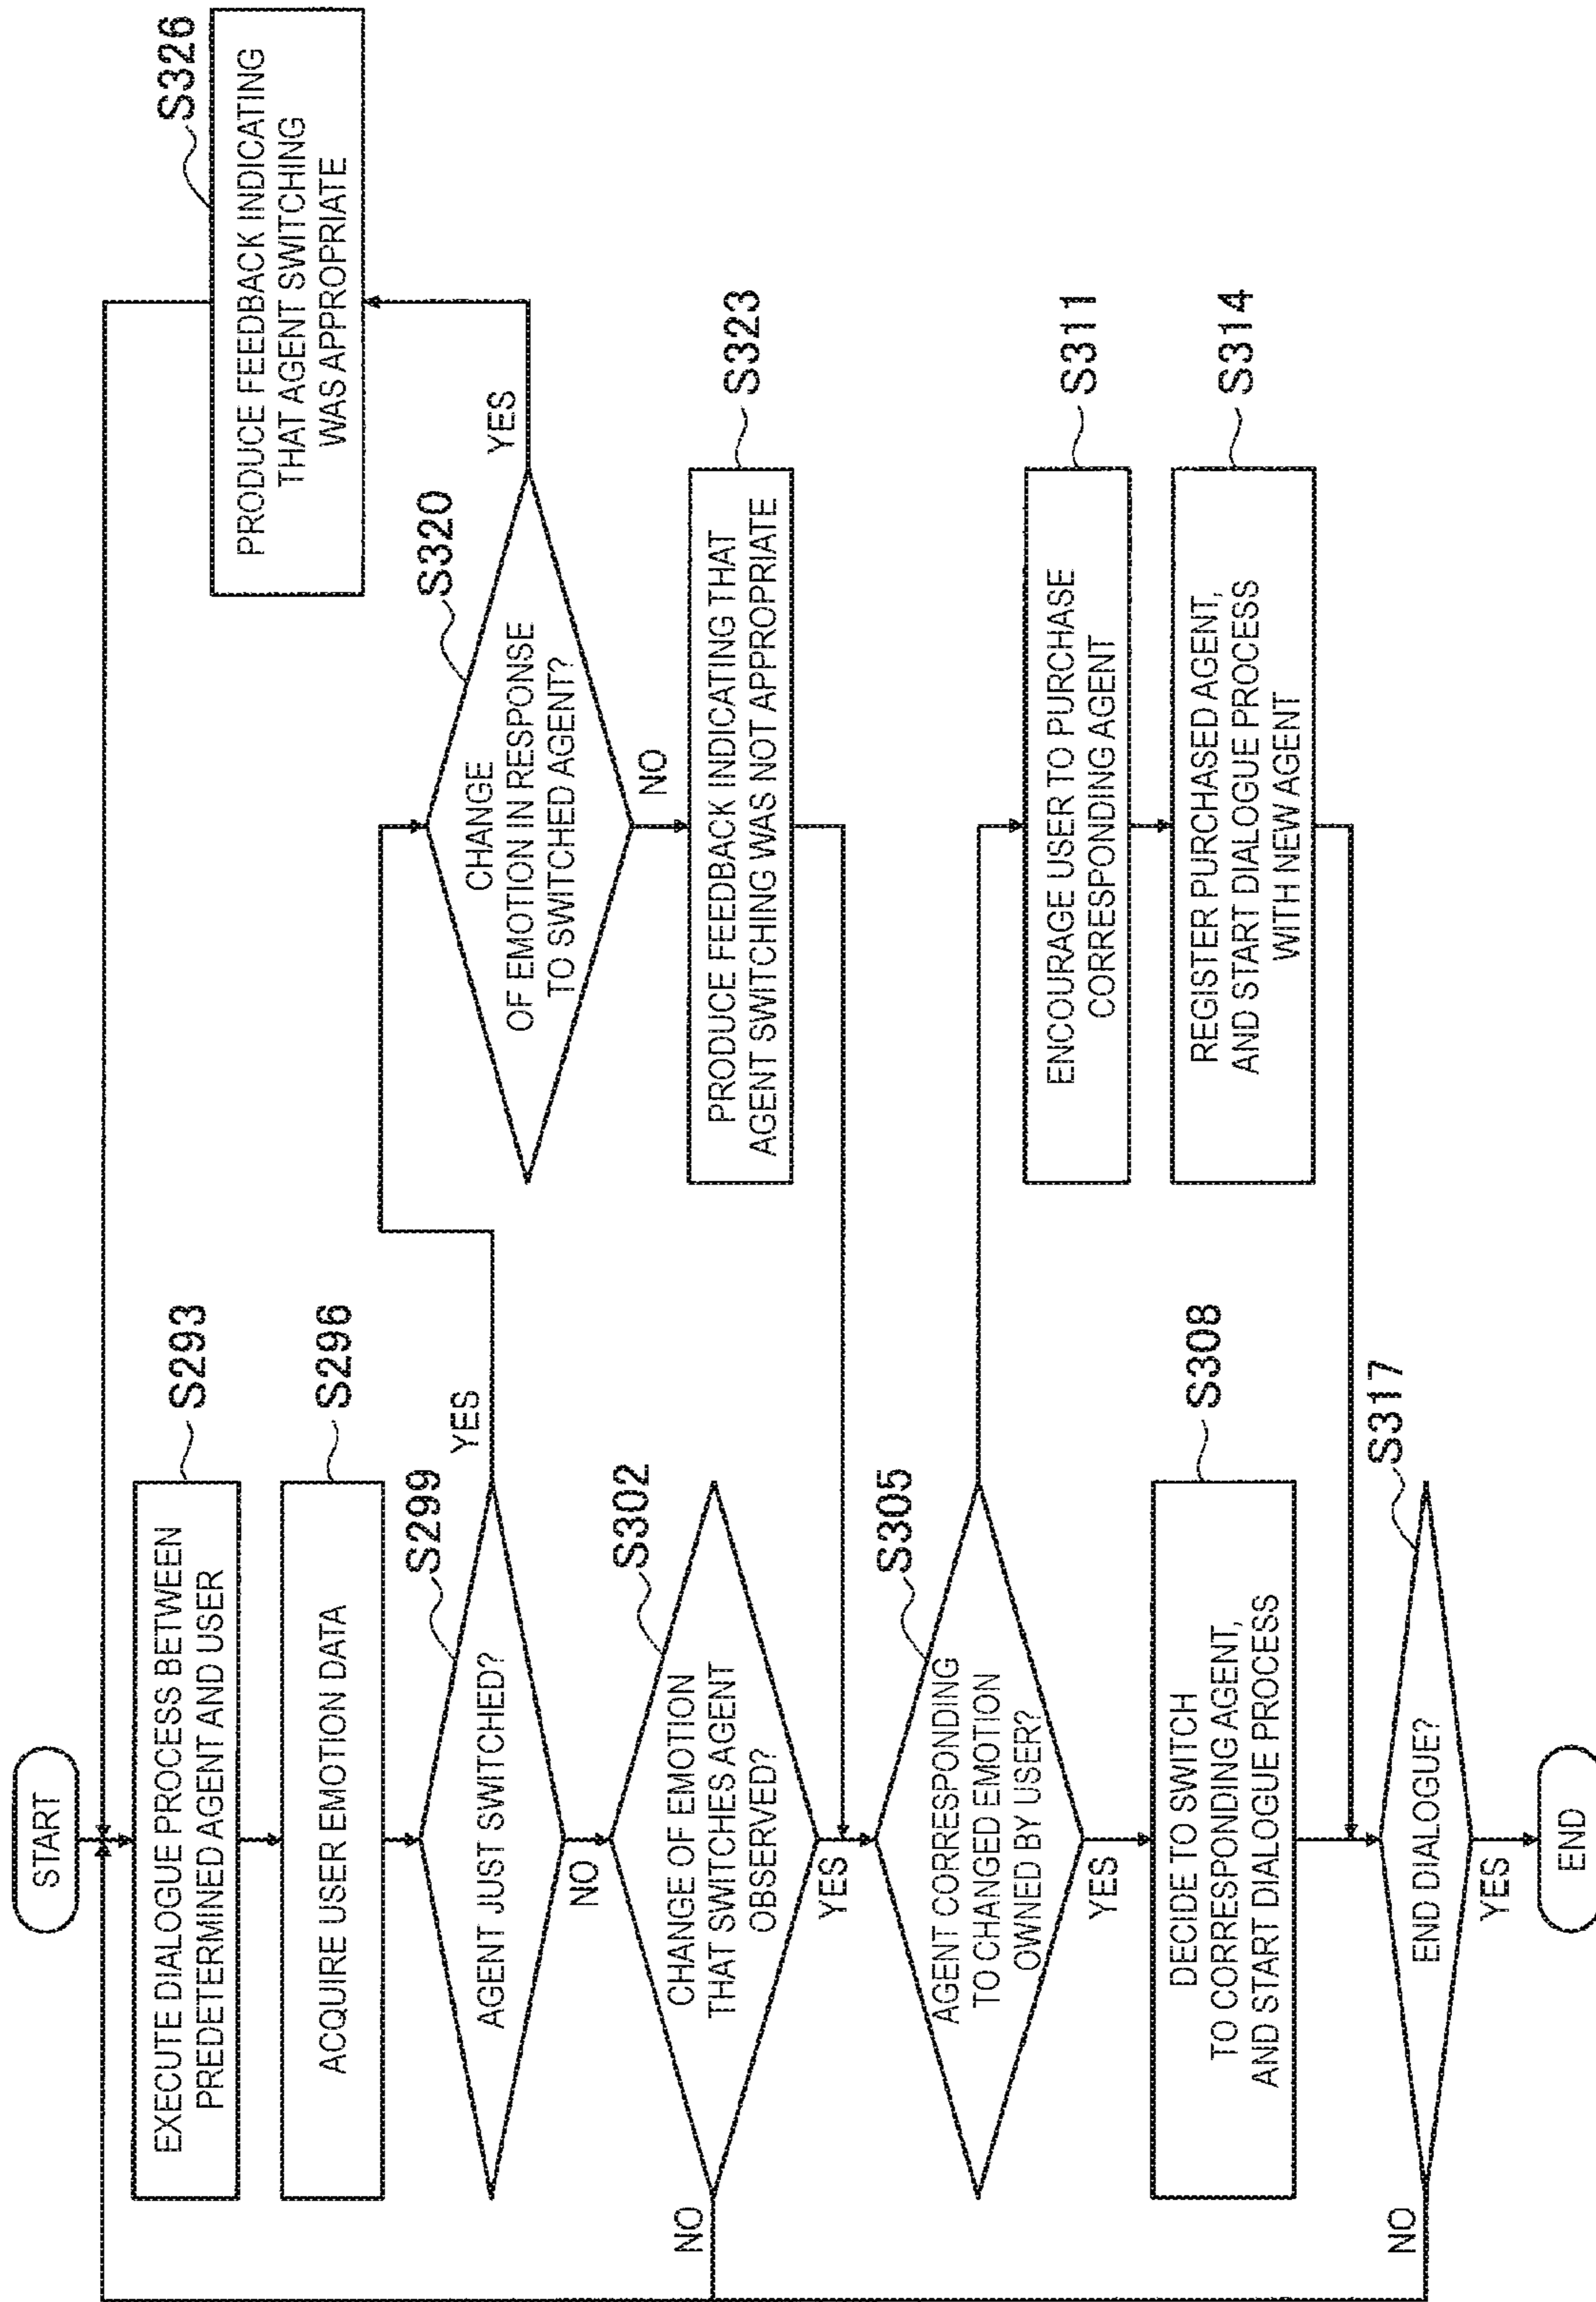 START
EXECUTE DIALOGUE PROCESS BETWEEN
PREDETERMINED AGENT AND USER
S293
ACQUIRE USER EMOTION DATA
S296
AGENT JUST SWITCHED?
S299
YES
NO
CHANGE OF EMOTION
THAT SWITCHES AGENT
OBSERVED?
S302
NO
YES
AGENT CORRESPONDING
TO CHANGED EMOTION
OWNED BY USER?
S305
YES
DECIDE TO SWITCH
TO CORRESPONDING AGENT,
AND START DIALOGUE PROCESS
S308
END DIALOGUE?
S317
NO
YES
END
CHANGE
OF EMOTION IN RESPONSE
TO SWITCHED AGENT?
S320
YES
NO
PRODUCE FEEDBACK INDICATING THAT
AGENT SWITCHING WAS NOT APPROPRIATE
S323
ENCOURAGE USER TO PURCHASE
CORRESPONDING AGENT
S311
REGISTER PURCHASED AGENT,
AND START DIALOGUE PROCESS
WITH NEW AGENT
S314
PRODUCE FEEDBACK INDICATING
THAT AGENT SWITCHING
WAS APPROPRIATE
S326